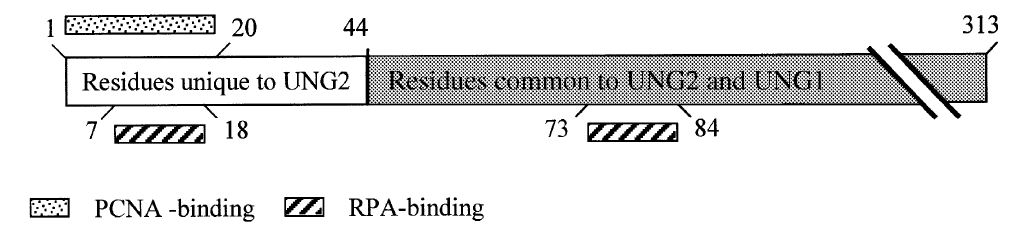 1 20 44 313
Residues unique to UNG2 Residues common to UNG2 and UNG1
7 18 73 84
PCNA -binding RPA-binding